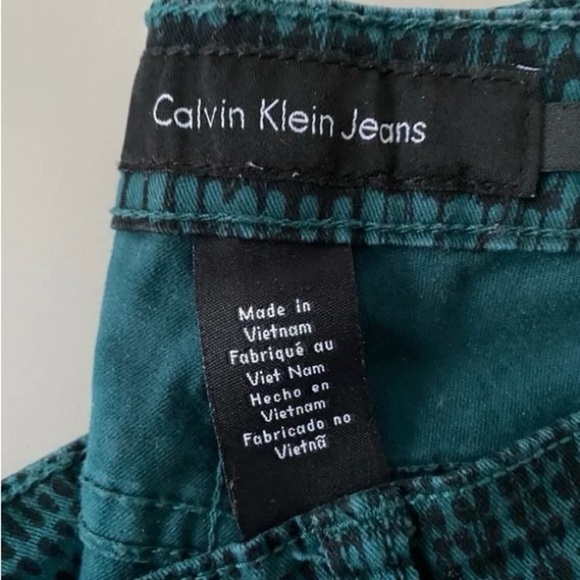 Calvin Klein Jeans
Made in
Vietnam
Fabriqué au
Viet Nam
Hecho en
Vietnam
Fabricado no
Vietnã